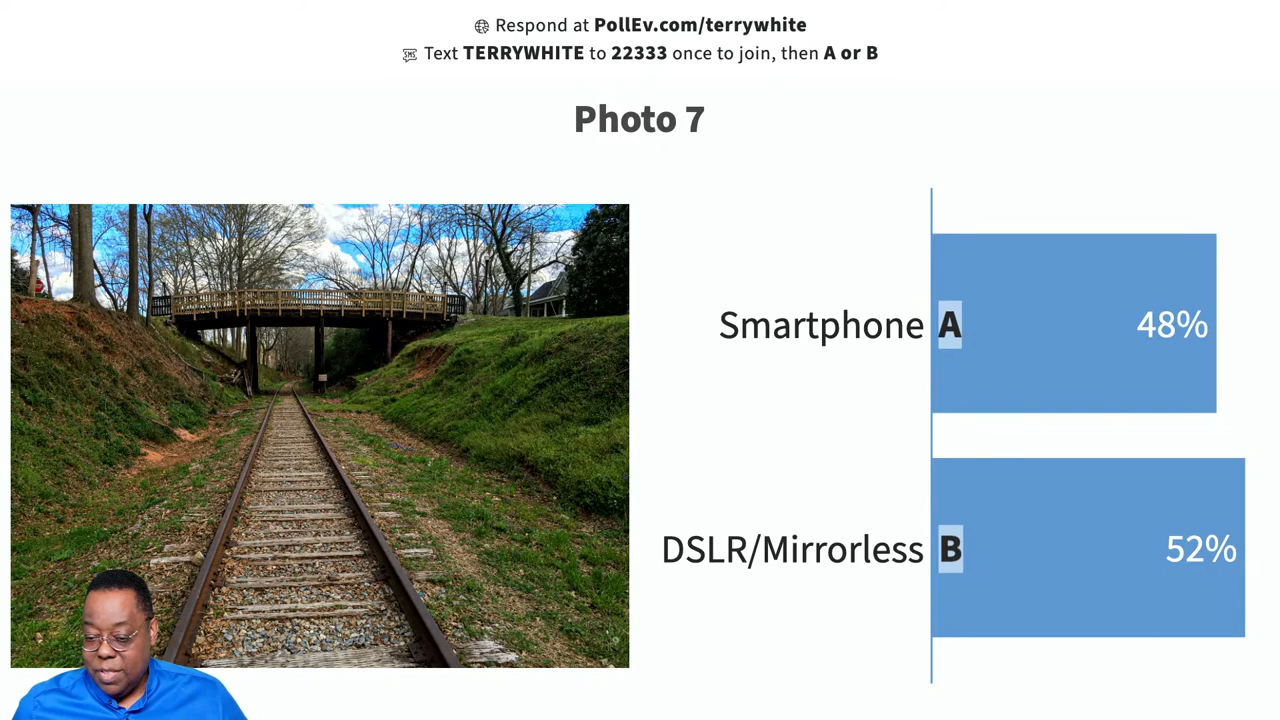 Respond at PollEv.com/terrywhite
Text TERRYWHITE to 22333 once to join, then A or B
Photo 7
Smartphone A 48%
DSLR/Mirrorless B 52%